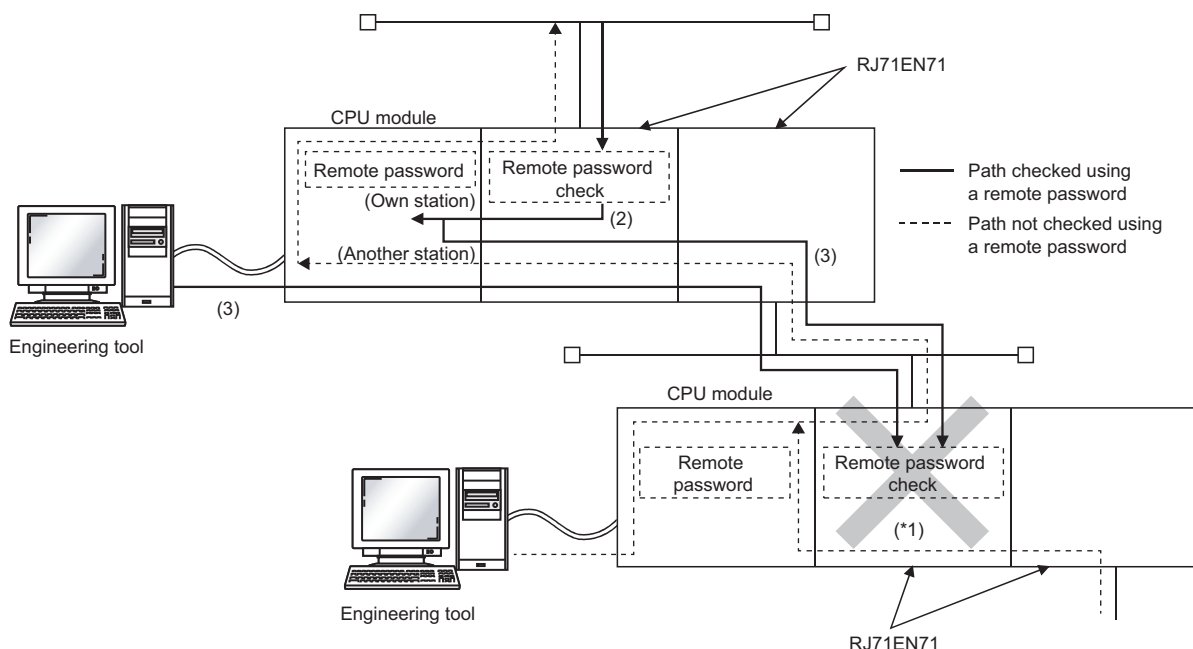 RJ71EN71
CPU module
Remote password
Remote password
check
(Own station)
(2)
(Another station)
(3)
(3)
Path checked using
a remote password
Path not checked using
a remote password
Engineering tool
CPU module
Remote
password
Remote password
check
(*1)
Engineering tool
RJ71EN71